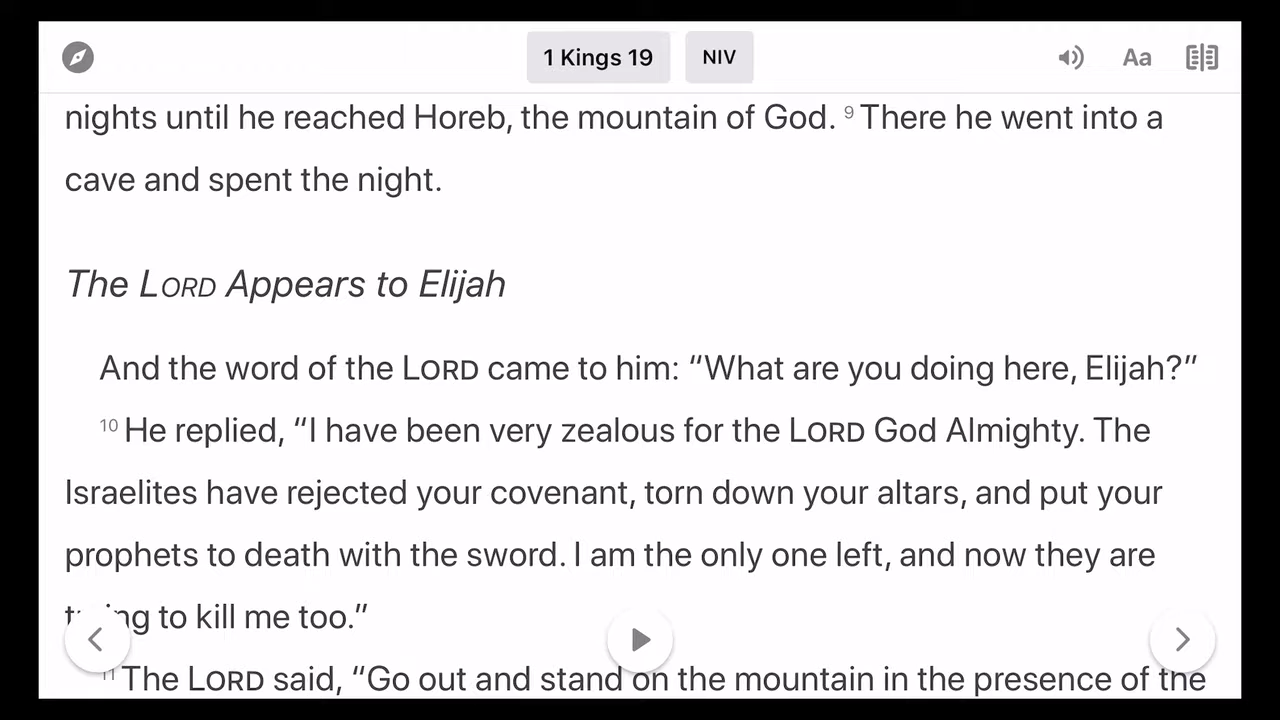 1 Kings 19 NIV Aa
nights until he reached Horeb, the mountain of God. 9 There he went into a
cave and spent the night.
The LORD Appears to Elijah
And the word of the LORD came to him: “What are you doing here, Elijah?”
10 He replied, “I have been very zealous for the LORD God Almighty. The
Israelites have rejected your covenant, torn down your altars, and put your
prophets to death with the sword. I am the only one left, and now they are
trying to kill me too.”
11 The LORD said, “Go out and stand on the mountain in the presence of the